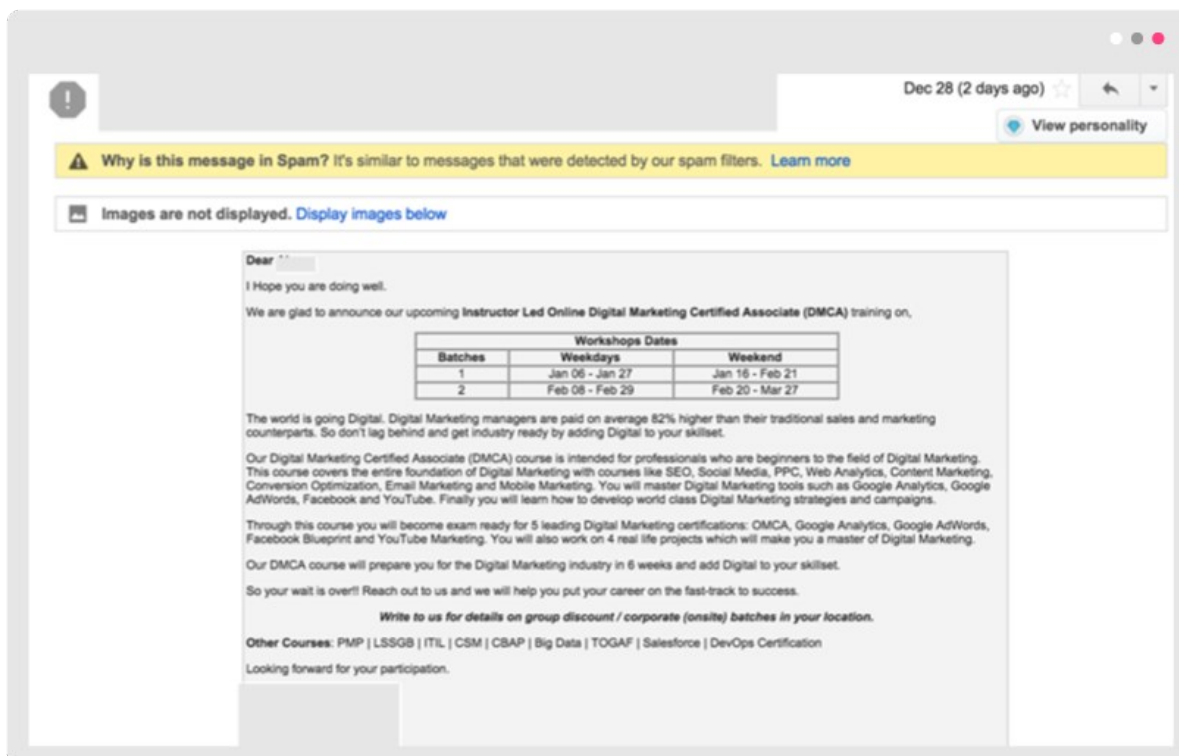 Dec 28 (2 days ago)
View personality
Why is this message in Spam? It's similar to messages that were detected by our spam filters. Learn more
Images are not displayed. Display images below
Dear
I Hope you are doing well.
We are glad to announce our upcoming Instructor Led Online Digital Marketing Certified Associate (DMCA) training on,
Workshops Dates
Batches Weekdays Weekend
1 Jan 06 - Jan 27 Jan 16 - Feb 21
2 Feb 08 - Feb 29 Feb 20 - Mar 27
The world is going Digital. Digital Marketing managers are paid on average 82% higher than their traditional sales and marketing
counterparts. So don't lag behind and get industry ready by adding Digital to your skillset.
Our Digital Marketing Certified Associate (DMCA) course is intended for professionals who are beginners to the field of Digital Marketing.
This course covers the entire foundation of Digital Marketing with courses like SEO, Social Media, PPC, Web Analytics, Content Marketing,
Conversion Optimization, Email Marketing and Mobile Marketing. You will master Digital Marketing tools such as Google Analytics, Google
AdWords, Facebook and YouTube. Finally you will learn how to develop world class Digital Marketing strategies and campaigns.
Through this course you will become exam ready for 5 leading Digital Marketing certifications: OMCA, Google Analytics, Google AdWords,
Facebook Blueprint and YouTube Marketing. You will also work on 4 real life projects which will make you a master of Digital Marketing.
Our DMCA course will prepare you for the Digital Marketing industry in 6 weeks and add Digital to your skillset.
So your wait is over!! Reach out to us and we will help you put your career on the fast-track to success.
Write to us for details on group discount / corporate (onsite) batches in your location.
Other Courses: PMP | LSSGB | ITIL | CSM | CBAP | Big Data | TOGAF | Salesforce | DevOps Certification
Looking forward for your participation.